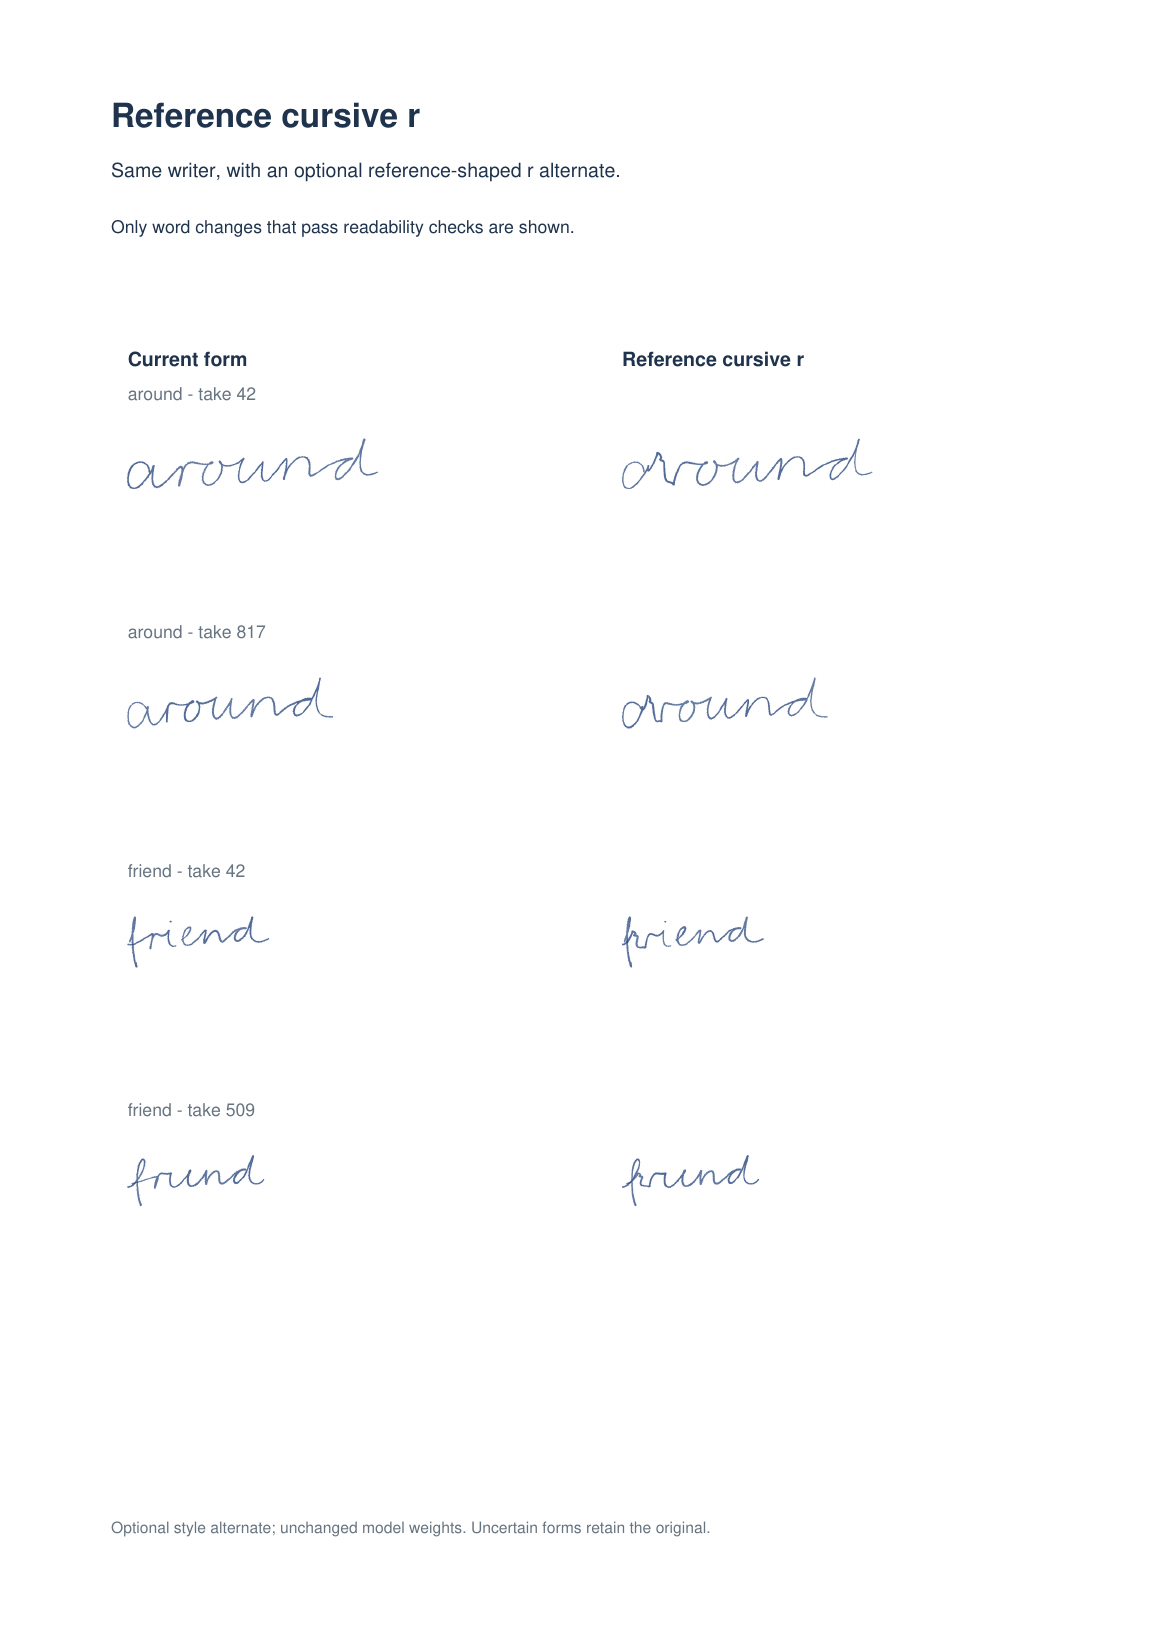 Reference cursive r
Same writer, with an optional reference-shaped r alternate.
Only word changes that pass readability checks are shown.
Current form Reference cursive r
around - take 42
around around
around - take 817
around around
friend - take 42
friend friend
friend - take 509
frund frund
Optional style alternate; unchanged model weights. Uncertain forms retain the original.